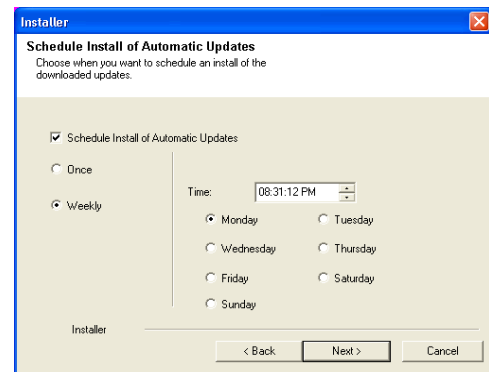 Installer
Schedule Install of Automatic Updates
Choose when you want to schedule an install of the
downloaded updates.
Schedule Install of Automatic Updates
Once
Weekly
Time: 08:31:12 PM
Monday Tuesday
Wednesday Thursday
Friday Saturday
Sunday
Installer
< Back Next > Cancel